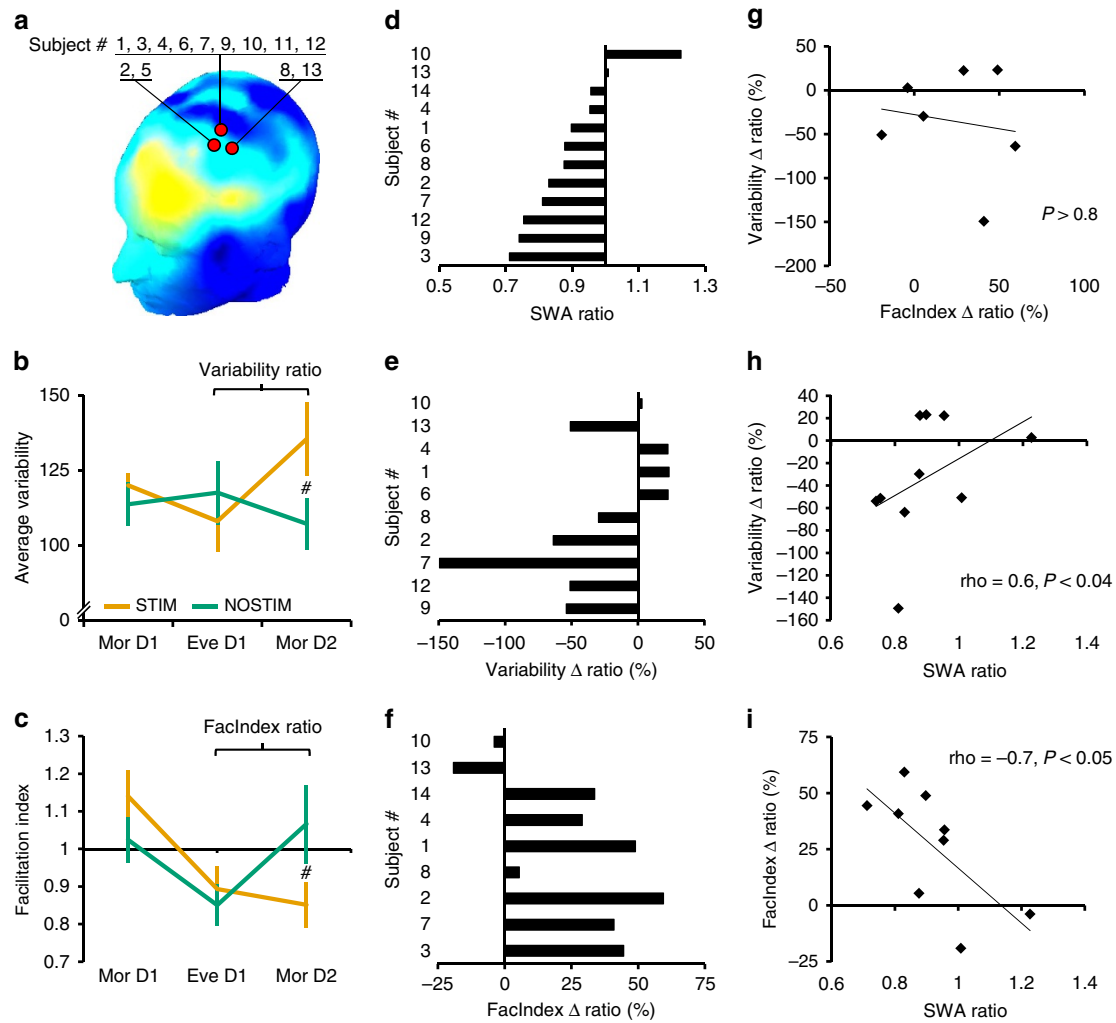 a
Subject # 1, 3, 4, 6, 7, 9, 10, 11, 12
2, 5
8, 13
b
Variability ratio
150
125
100
0
Average variability
#
STIM
NOSTIM
Mor D1
Eve D1
Mor D2
c
FacIndex ratio
1.3
1.2
1.1
1
0.9
0.8
0.7
Facilitation index
#
Mor D1
Eve D1
Mor D2
d
Subject #
10
13
14
4
1
6
8
2
7
12
9
3
0.5
0.7
0.9
1.1
1.3
SWA ratio
e
Subject #
10
13
4
1
6
8
2
7
12
9
−150
−100
−50
0
50
Variability Δ ratio (%)
f
Subject #
10
13
14
4
1
8
2
7
3
−25
0
25
50
75
FacIndex Δ ratio (%)
g
Variability Δ ratio (%)
50
0
−50
−100
−150
−200
P > 0.8
−50
0
50
100
FacIndex Δ ratio (%)
h
Variability Δ ratio (%)
40
20
0
−20
−40
−60
−80
−100
−120
−140
−160
rho = 0.6, P < 0.04
0.6
0.8
1
1.2
1.4
SWA ratio
i
FacIndex Δ ratio (%)
75
50
25
0
−25
rho = −0.7, P < 0.05
0.6
0.8
1
1.2
1.4
SWA ratio